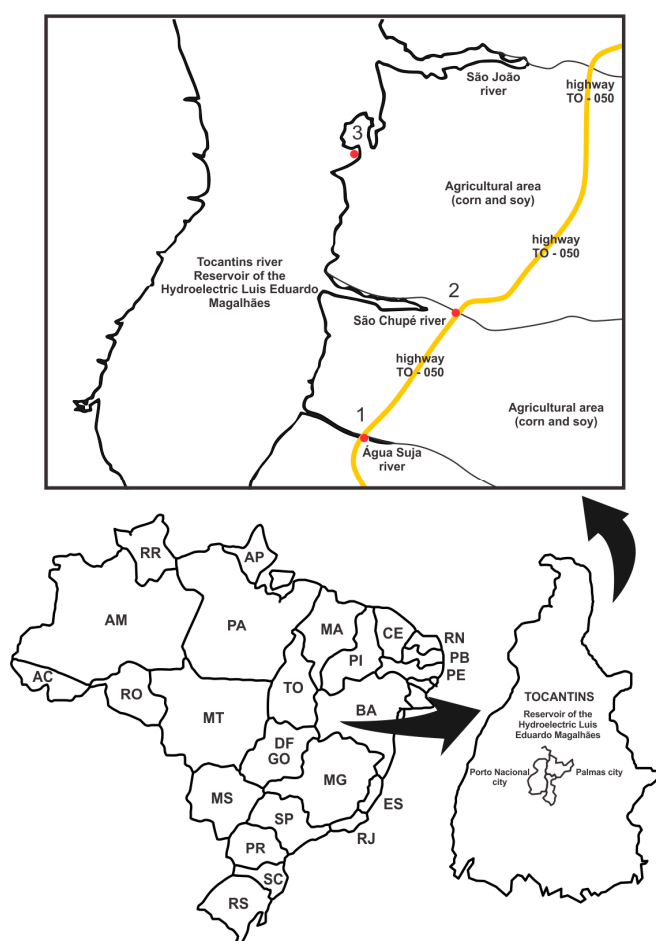 São João
river
highway
TO - 050
3
Agricultural area
(corn and soy)
highway
TO - 050
Tocantins river
Reservoir of the
Hydroelectric Luis Eduardo
Magalhães
2
São Chupé river
highway
TO - 050
1
Agricultural area
(corn and soy)
Água Suja
river
RR
AP
AM
PA
MA
CE
RN
PI
PB
PE
AC
RO
TO
MT
BA
DF
GO
MG
MS
ES
SP
RJ
PR
SC
RS
TOCANTINS
Reservoir of the
Hydroelectric Luis
Eduardo Magalhães
Porto Nacional
city
Palmas city